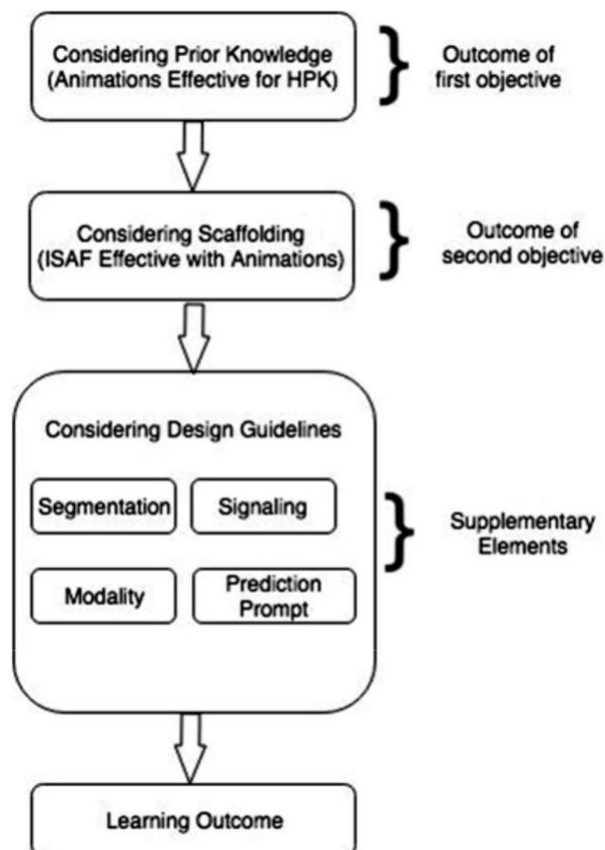 Considering Prior Knowledge
(Animations Effective for HPK)
Outcome of
first objective
Considering Scaffolding
(ISAF Effective with Animations)
Outcome of
second objective
Considering Design Guidelines
Segmentation
Signaling
Modality
Prediction
Prompt
Supplementary
Elements
Learning Outcome